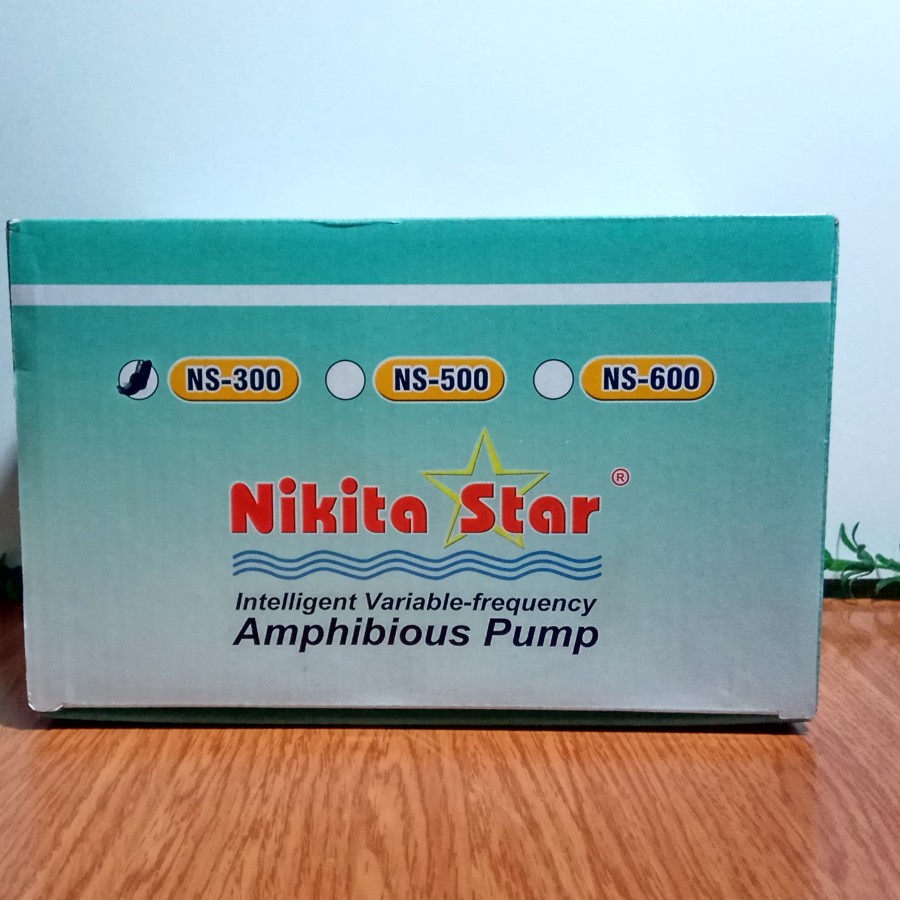 NS-300 NS-500 NS-600
Nikita Star ®
Intelligent Variable-frequency
Amphibious Pump